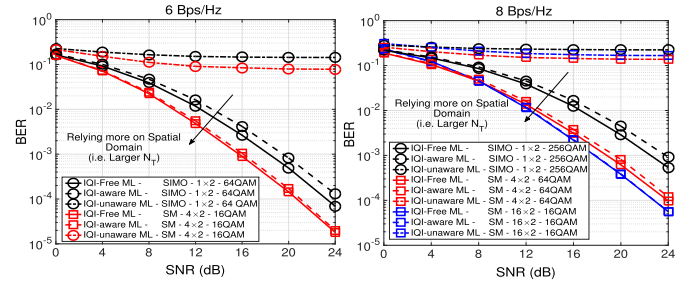 6 Bps/Hz
10^0
10^-1
10^-2
10^-3
10^-4
10^-5
BER
Relying more on Spatial
Domain
(i.e. Larger N_T)
IQI-Free ML - SIMO - 1×2 - 64QAM
IQI-aware ML - SIMO - 1×2 - 64QAM
IQI-unaware ML - SIMO - 1×2 - 64 QAM
IQI-Free ML - SM - 4×2 - 16QAM
IQI-aware ML - SM - 4×2 - 16QAM
IQI-unaware ML - SM - 4×2 - 16QAM
0 4 8 12 16 20 24
SNR (dB)
8 Bps/Hz
10^0
10^-1
10^-2
10^-3
10^-4
10^-5
BER
Relying more on Spatial
Domain
(i.e. Larger N_T)
IQI-Free ML - SIMO - 1×2 - 256QAM
IQI-aware ML - SIMO - 1×2 - 256QAM
IQI-unaware ML - SIMO - 1×2 - 256QAM
IQI-Free ML - SM - 4×2 - 64QAM
IQI-aware ML - SM - 4×2 - 64QAM
IQI-unaware ML - SM - 4×2 - 64QAM
IQI-Free ML - SM - 16×2 - 16QAM
IQI-aware ML - SM - 16×2 - 16QAM
IQI-unaware ML - SM - 16×2 - 16QAM
0 4 8 12 16 20 24
SNR (dB)